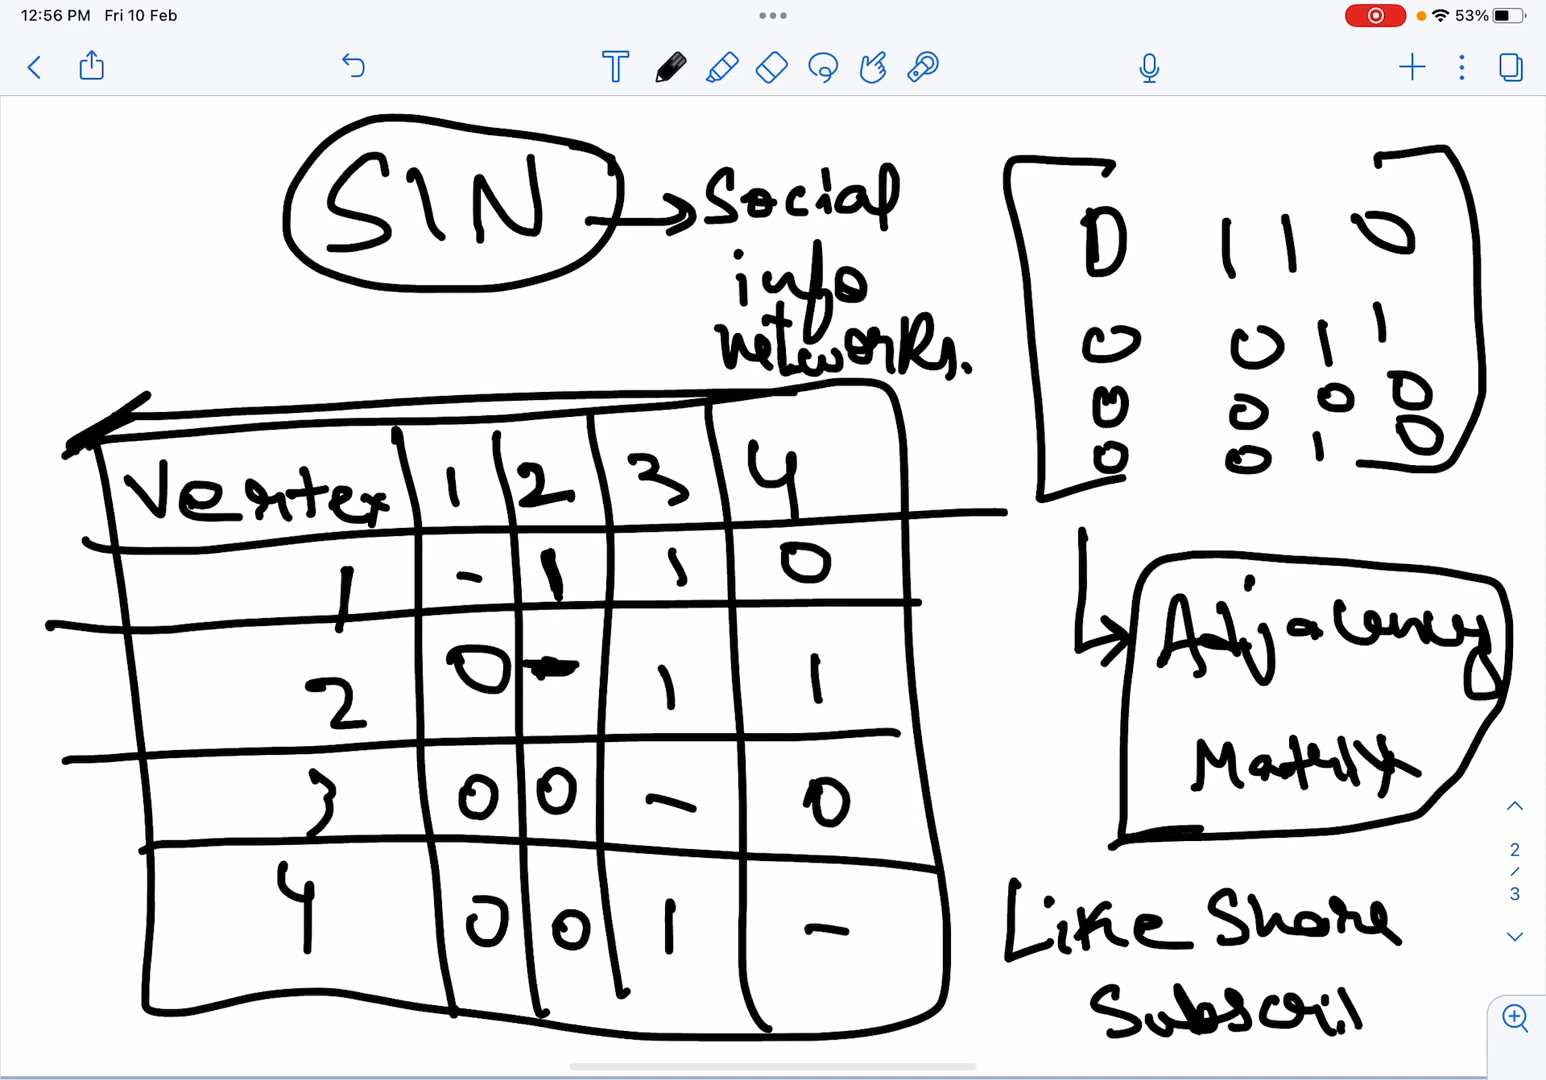 12:56 PM Fri 10 Feb
53%
SIN → Social
info
networks.
0 1 1 0
0 0 1 1
0 0 0 0
0 0 1 0
Vertex 1 2 3 4
1 - 1 1 0
2 0 - 1 1
3 0 0 - 0
4 0 0 1 -
Adjacency
Matrix
2
/
3
Like Share
Subscri